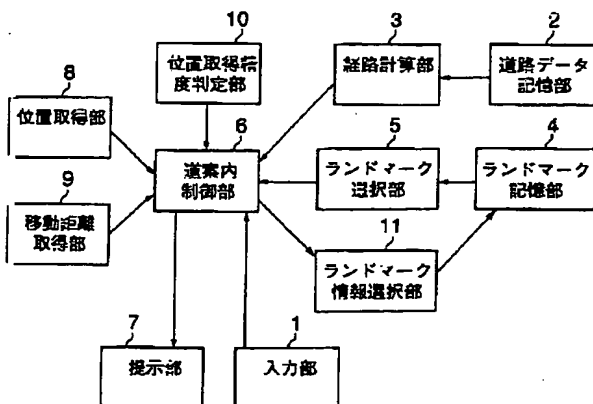 10
3
2
位置取得精
度判定部
経路計算部
道路データ
記憶部
8
位置取得部
6
道案内
制御部
5
ランドマーク
選択部
4
ランドマーク
記憶部
9
移動距離
取得部
11
ランドマーク
情報選択部
7
提示部
1
入力部